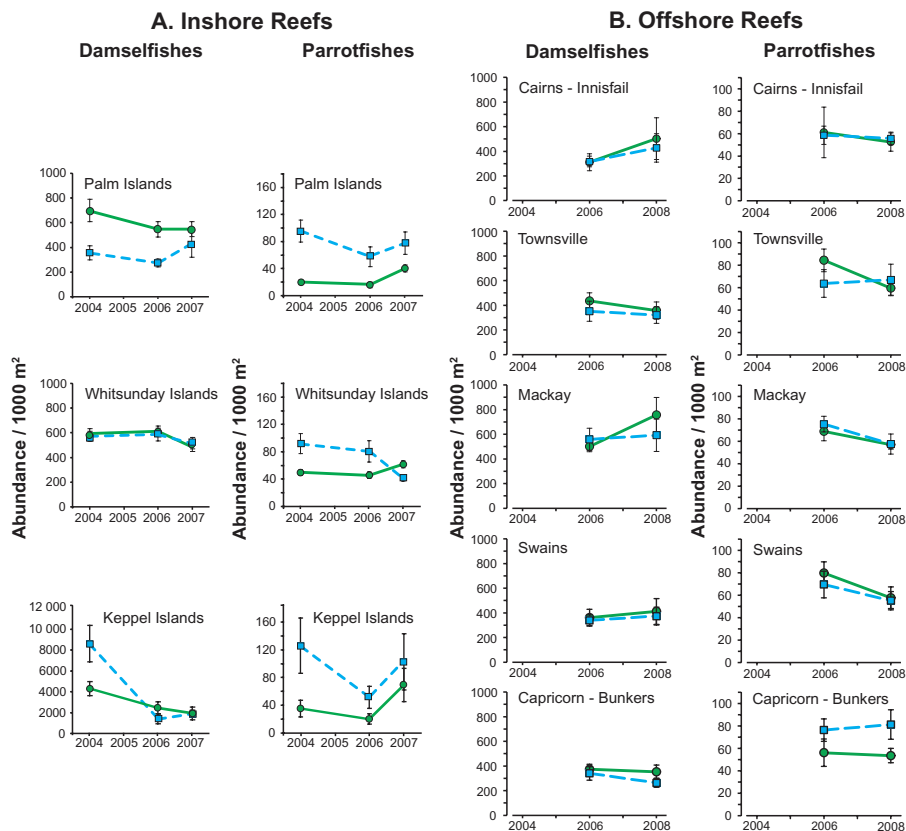 A. Inshore Reefs
Damselfishes
Parrotfishes
Abundance / 1000 m²
Palm Islands
1000
800
600
400
200
0
2004 2005 2006 2007
Abundance / 1000 m²
Palm Islands
160
120
80
40
0
2004 2005 2006 2007
Whitsunday Islands
1000
800
600
400
200
0
2004 2005 2006 2007
Whitsunday Islands
160
120
80
40
0
2004 2005 2006 2007
Keppel Islands
12 000
10 000
8000
6000
4000
2000
0
2004 2005 2006 2007
Keppel Islands
160
120
80
40
0
2004 2005 2006 2007
B. Offshore Reefs
Damselfishes
Parrotfishes
Abundance / 1000 m²
Cairns - Innisfail
1000
800
600
400
200
0
2004 2006 2008
Abundance / 1000 m²
Cairns - Innisfail
100
80
60
40
20
0
2004 2006 2008
Townsville
1000
800
600
400
200
0
2004 2006 2008
Townsville
100
80
60
40
20
0
2004 2006 2008
Mackay
1000
800
600
400
200
0
2004 2006 2008
Mackay
100
80
60
40
20
0
2004 2006 2008
Swains
1000
800
600
400
200
0
2004 2006 2008
Swains
100
80
60
40
20
0
2004 2006 2008
Capricorn - Bunkers
1000
800
600
400
200
0
2004 2006 2008
Capricorn - Bunkers
100
80
60
40
20
0
2004 2006 2008